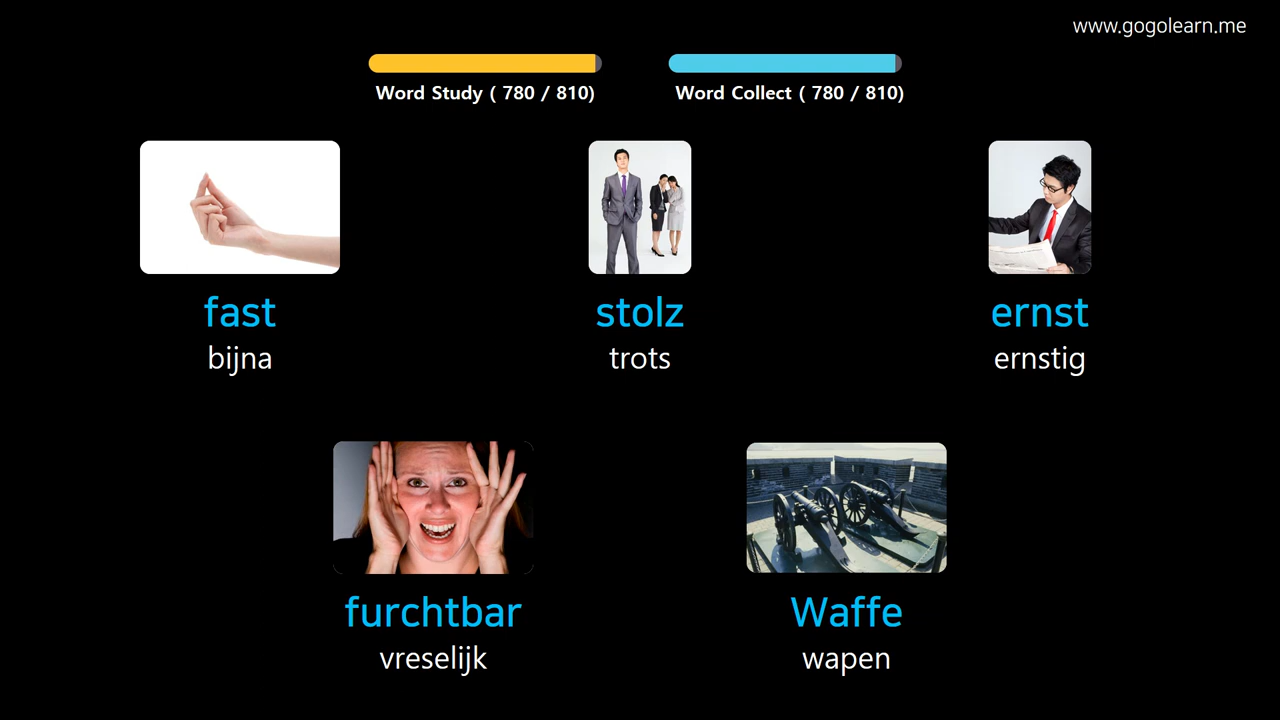 www.gogolearn.me
Word Study ( 780 / 810)
Word Collect ( 780 / 810)
fast
bijna
stolz
trots
ernst
ernstig
furchtbar
vreselijk
Waffe
wapen